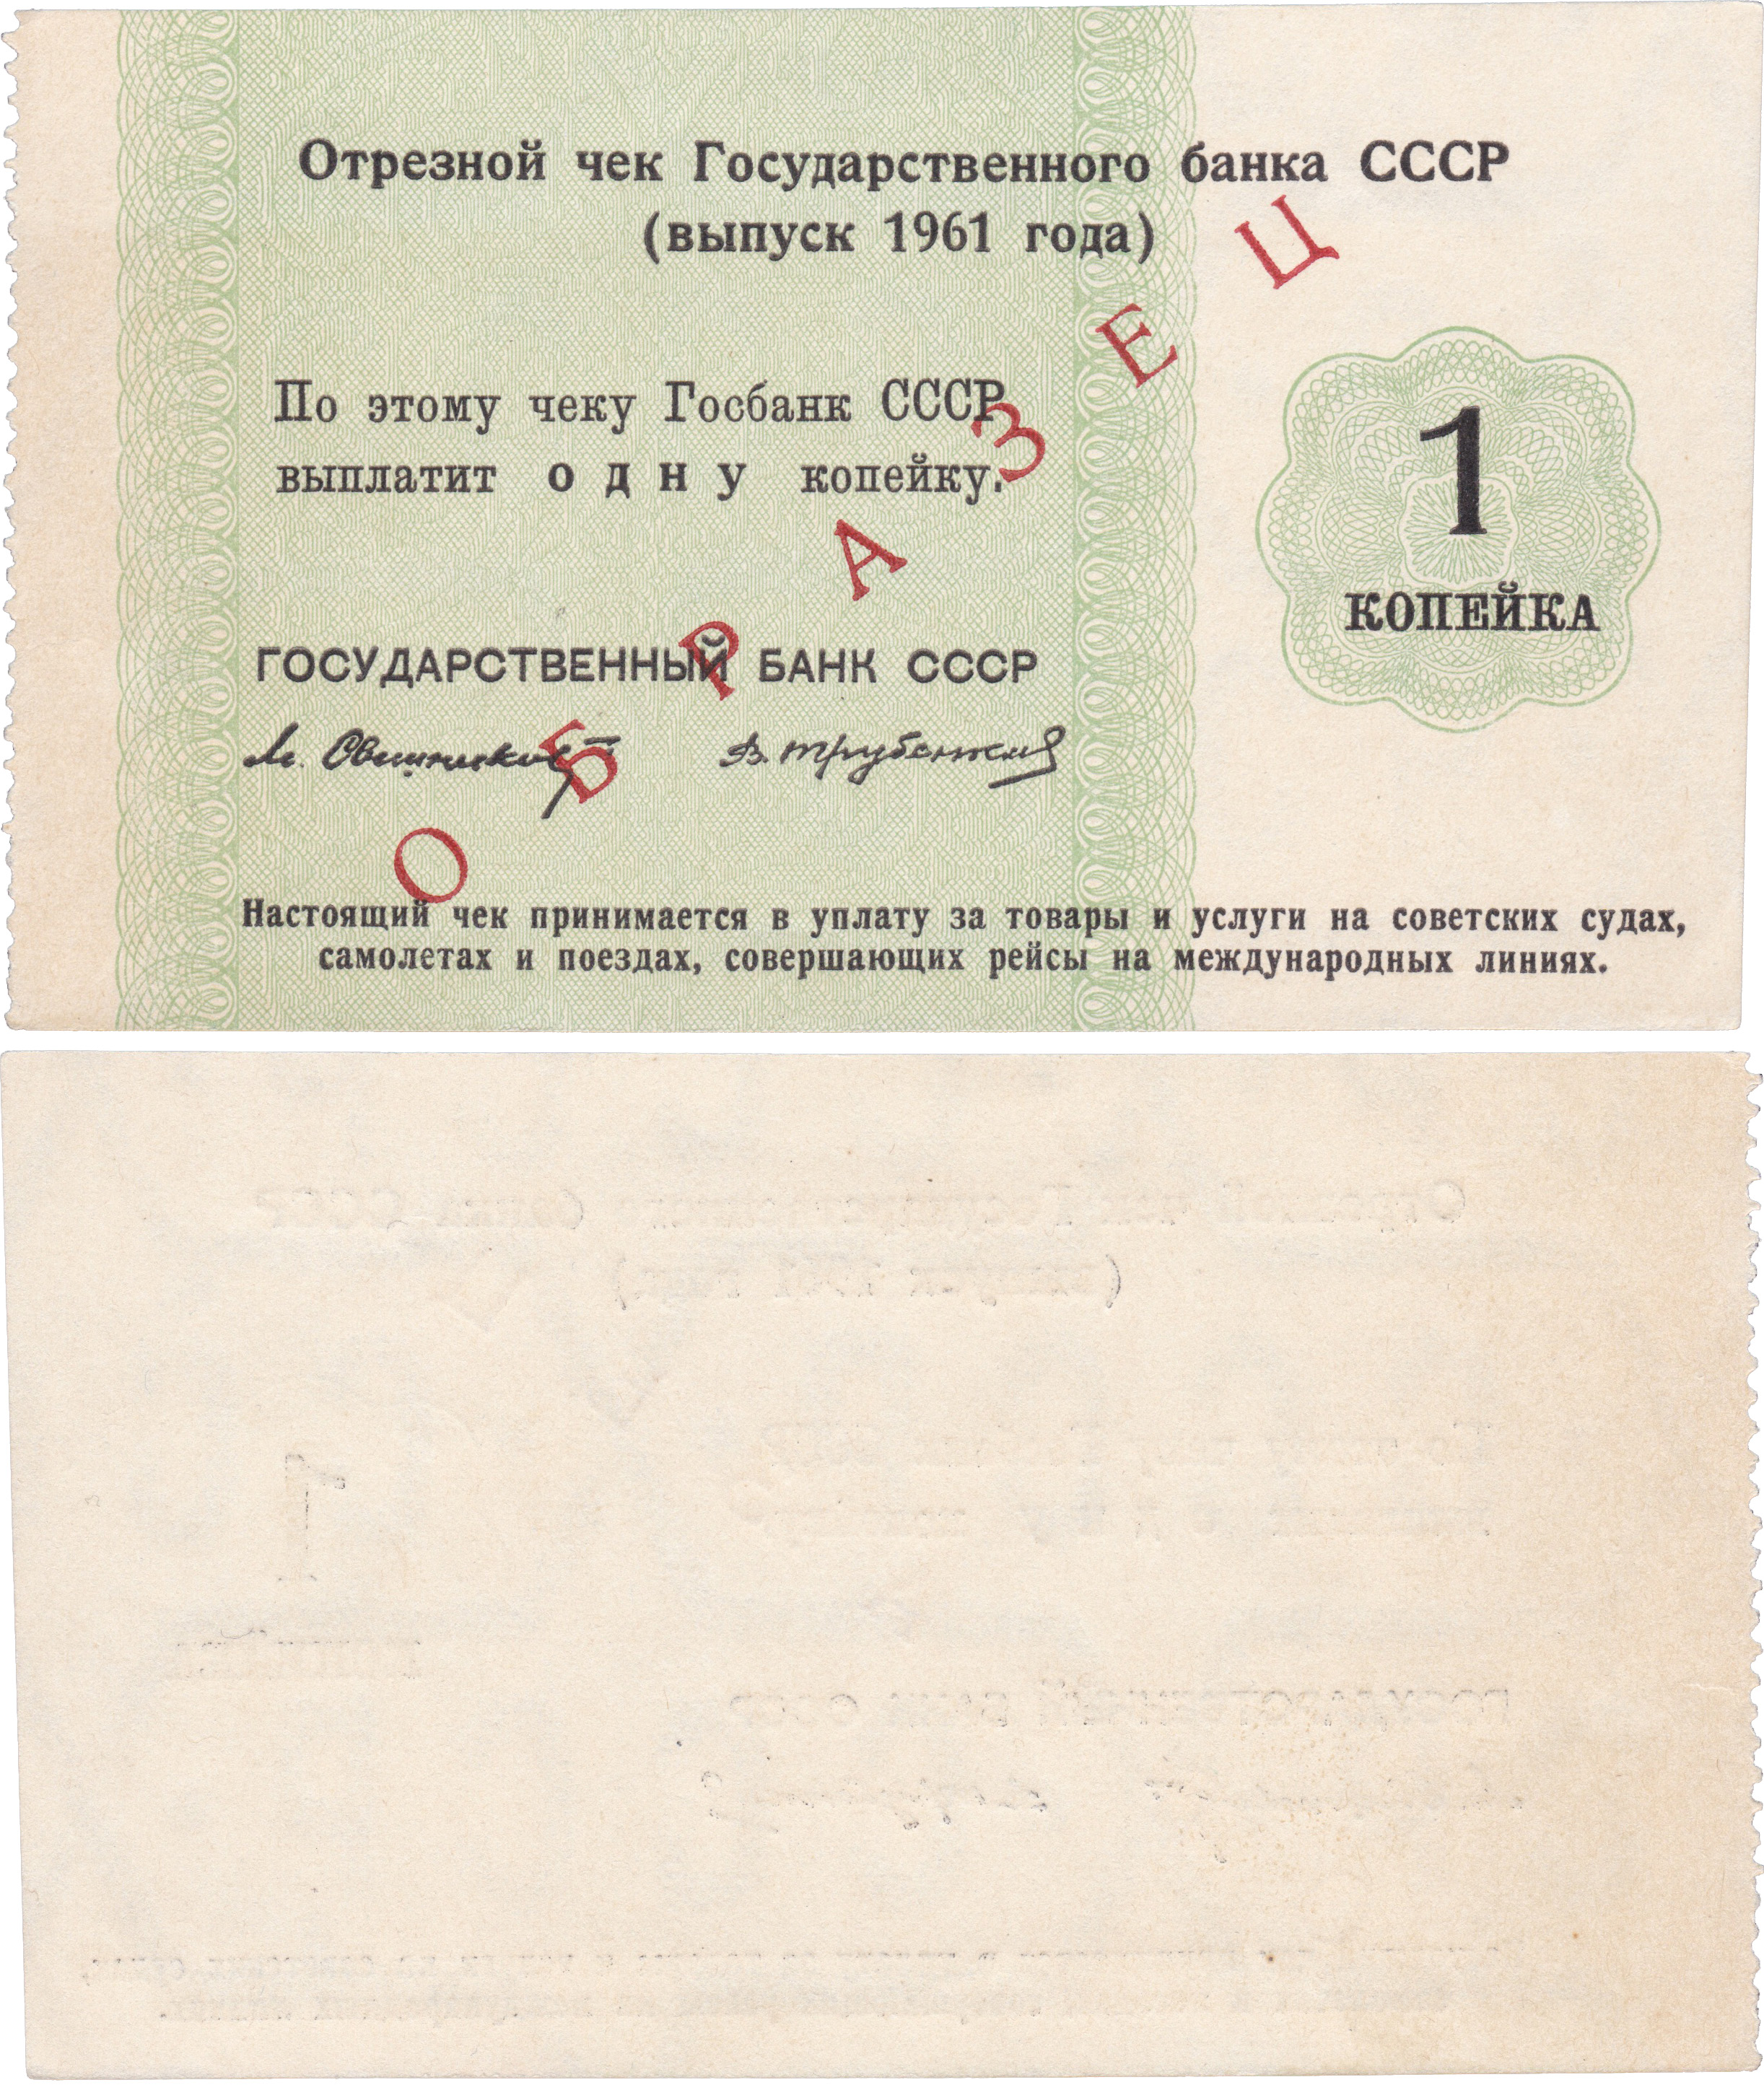 Отрезной чек Государственного банка СССР
(выпуск 1961 года)
По этому чеку Госбанк СССР
выплатит одну копейку.
1
КОПЕЙКА
ОБРАЗЕЦ
ГОСУДАРСТВЕННЫЙ БАНК СССР
Настоящий чек принимается в уплату за товары и услуги на советских судах,
самолетах и поездах, совершающих рейсы на международных линиях.